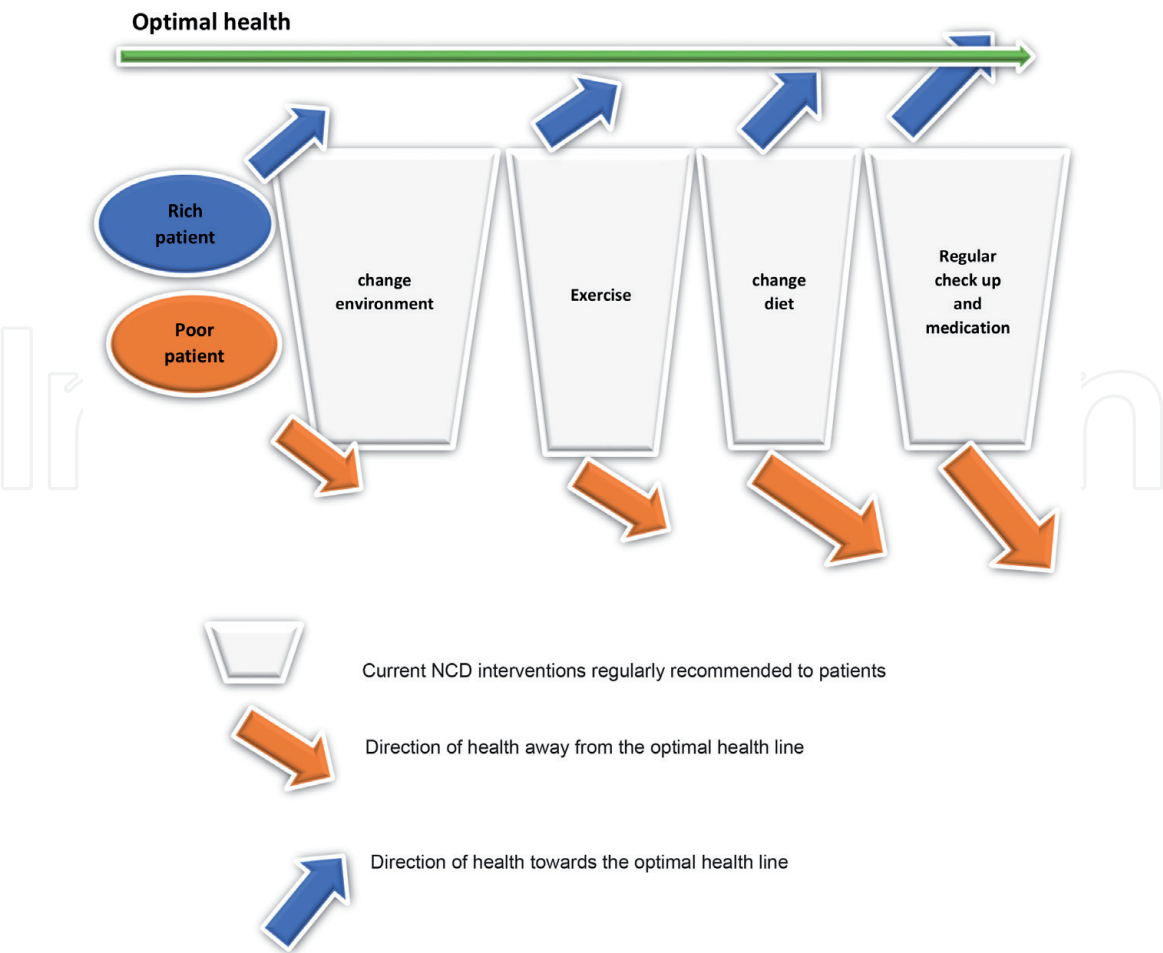 Optimal health
Rich
patient
Poor
patient
change
environment
Exercise
change
diet
Regular
check up
and
medication
Current NCD interventions regularly recommended to patients
Direction of health away from the optimal health line
Direction of health towards the optimal health line